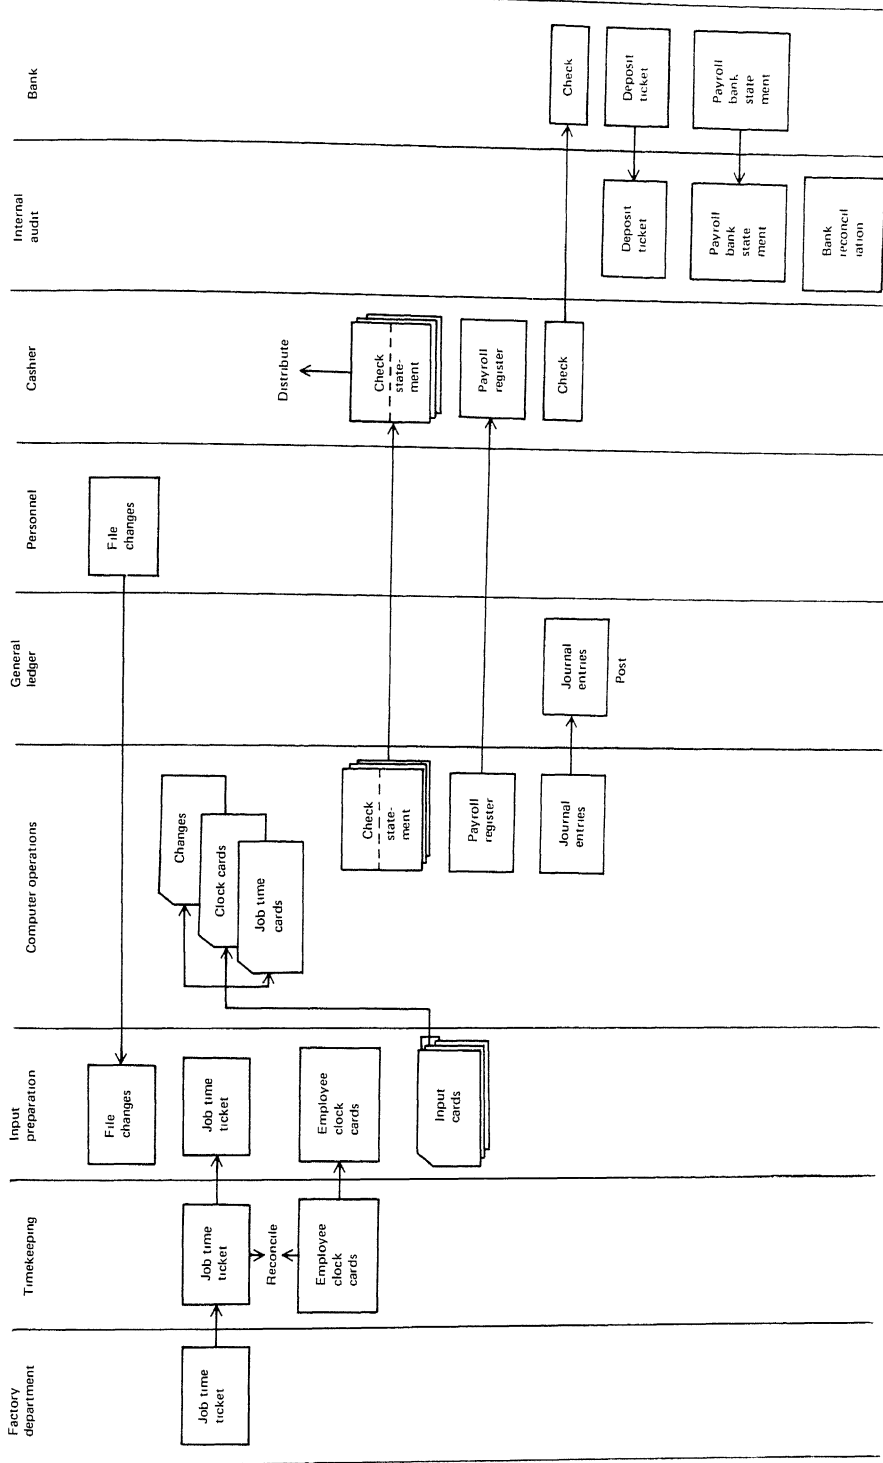 Factory
department
Timekeeping
Input
preparation
Computer operations
General
ledger
Personnel
Cashier
Internal
audit
Bank
File
changes
File
changes
Job time
ticket
Job time
ticket
Job time
ticket
Reconcile
Employee
clock
cards
Employee
clock
cards
Changes
Clock cards
Job time
cards
Input
cards
Distribute
Check
state-
ment
Check
state-
ment
Payroll
register
Payroll
register
Journal
entries
Journal
entries
Post
Check
Check
Deposit
ticket
Deposit
ticket
Payroll
bank
state
ment
Payroll
bank
state
ment
Bank
reconcil
iation